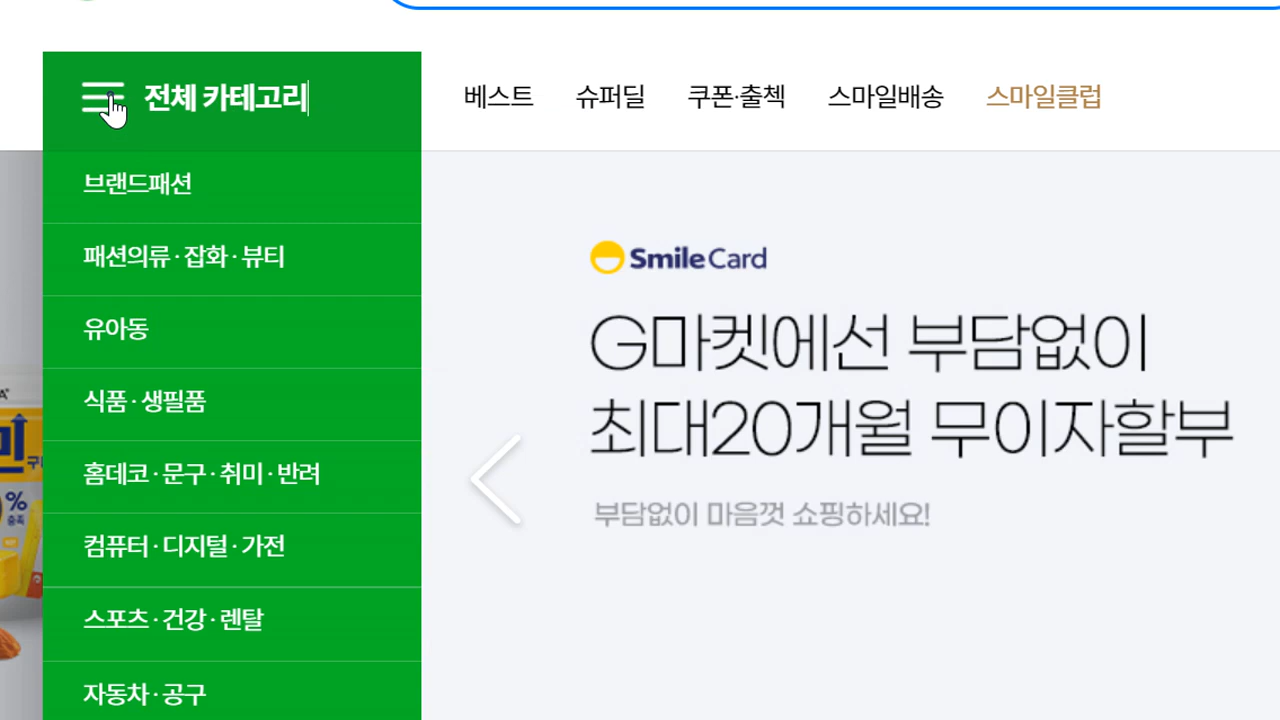 전체 카테고리
베스트 슈퍼딜 쿠폰·출첵 스마일배송 스마일클럽
브랜드패션
패션의류·잡화·뷰티
유아동
식품·생필품
홈데코·문구·취미·반려
컴퓨터·디지털·가전
스포츠·건강·렌탈
자동차·공구
Smile Card
G마켓에선 부담없이
최대20개월 무이자할부
부담없이 마음껏 쇼핑하세요!
%